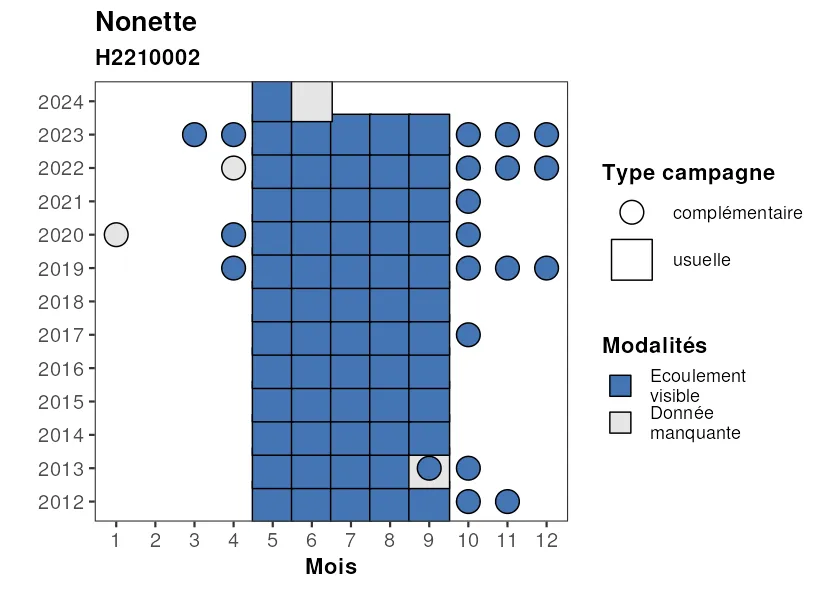 Nonette
H2210002
2024
2023
2022
2021
2020
2019
2018
2017
2016
2015
2014
2013
2012
1 2 3 4 5 6 7 8 9 10 11 12
Mois
Type campagne
complémentaire
usuelle
Modalités
Ecoulement
visible
Donnée
manquante